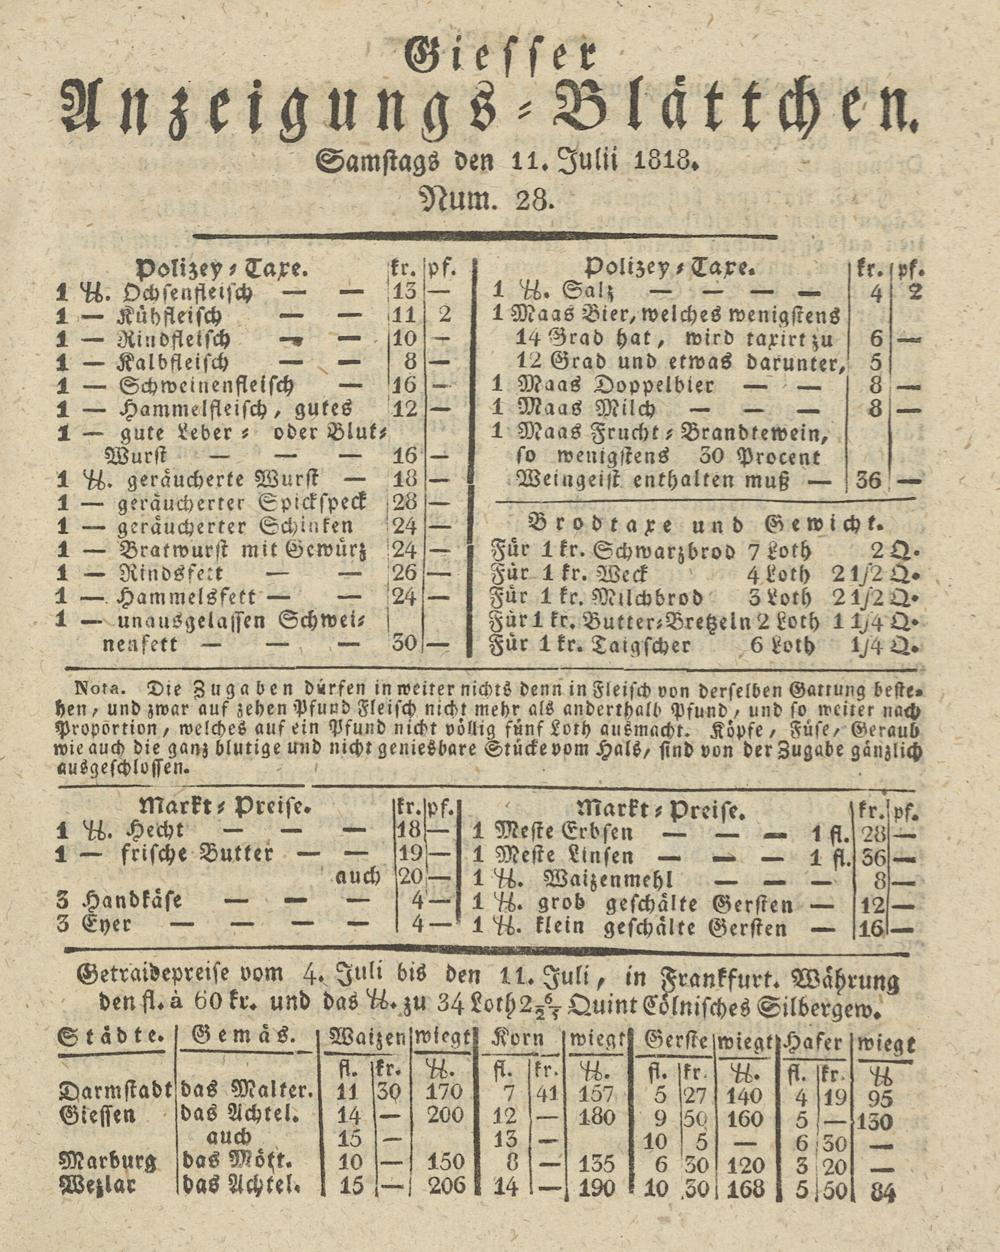 Giesser
Anzeigungs-Blättchen.
Samstags den 11. Julii 1818.
Num. 28.
Polizey-Taxe. kr. pf.
1 ℔. Ochsenfleisch — — 13 —
1 — Kühfleisch — — 11 2
1 — Rindfleisch — — 10 —
1 — Kalbfleisch — — 8 —
1 — Schweinenfleisch — 16 —
1 — Hammelfleisch, gutes 12 —
1 — gute Leber- oder Blut-
Wurst — — — 16 —
1 ℔. geräucherte Wurst — 18 —
1 — geräucherter Spickspeck 28 —
1 — geräucherter Schinken 24 —
1 — Bratwurst mit Gewürz 24 —
1 — Rindsfett — — 26 —
1 — Hammelsfett — — 24 —
1 — unausgelassen Schwei-
nenfett — — — 30 —
Polizey-Taxe. kr. pf.
1 ℔. Salz — — — — 4 2
1 Maas Bier, welches wenigstens
14 Grad hat, wird taxirt zu 6 —
12 Grad und etwas darunter, 5
1 Maas Doppelbier — — 8 —
1 Maas Milch — — — 8 —
1 Maas Frucht-Brandtewein,
so wenigstens 30 Procent
Weingeist enthalten muß — 36 —
Brodtaxe und Gewicht.
Für 1 kr. Schwarzbrod 7 Loth 2 Q.
Für 1 kr. Weck 4 Loth 2 1/2 Q.
Für 1 kr. Milchbrod 3 Loth 2 1/2 Q.
Für 1 kr. Butter-Bretzeln 2 Loth 1 1/4 Q.
Für 1 kr. Taigscher 6 Loth 1/4 Q.
Nota. Die Zugaben dürfen in weiter nichts denn in Fleisch von derselben Gattung beste-
hen, und zwar auf zehen Pfund Fleisch nicht mehr als anderthalb Pfund, und so weiter nach
Proportion, welches auf ein Pfund nicht völlig fünf Loth ausmacht. Köpfe, Füse, Geraub
wie auch die ganz blutige und nicht geniesbare Stücke vom Hals, sind von der Zugabe gänzlich
ausgeschlossen.
Markt-Preise. kr. pf.
1 ℔. Hecht — — — 18 —
1 — frische Butter — — 19 —
auch 20 —
3 Handkäse — — — 4 —
3 Eyer — — — — 4 —
Markt-Preise. kr. pf.
1 Meste Erbsen — — — 1 fl. 28 —
1 Meste Linsen — — — 1 fl. 36 —
1 ℔. Waizenmehl — — — 8 —
1 ℔. grob geschälte Gersten — 12 —
1 ℔. klein geschälte Gersten — 16 —
Getraidepreise vom 4. Juli bis den 11. Juli, in Frankfurt. Währung
den fl. à 60 kr. und das ℔. zu 34 Loth 2 6/7 Quint Cölnisches Silbergew.
Städte. Gemäs. Waizen wiegt Korn wiegt Gerste wiegt Hafer wiegt
fl. kr. ℔. fl. kr. ℔. fl. kr. ℔. fl. kr. ℔
Darmstadt das Malter. 11 30 170 7 41 157 5 27 140 4 19 95
Giessen das Achtel. 14 — 200 12 — 180 9 50 160 5 — 130
auch 15 — 13 — 10 5 — 6 30 —
Marburg das Mött. 10 — 150 8 — 135 6 30 120 3 20 —
Wezlar das Achtel. 15 — 206 14 — 190 10 30 168 5 50 84